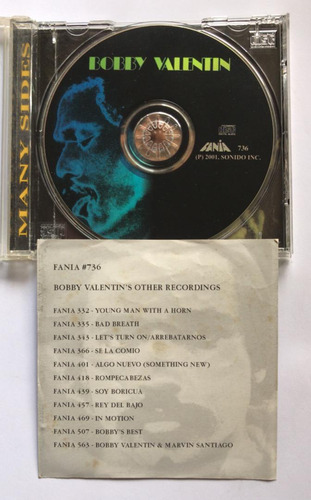 MANY SIDES
BOBBY VALENTIN
FANIA 736
(P) 2001, SONIDO INC.
FANIA #736
BOBBY VALENTIN'S OTHER RECORDINGS
FANIA 332 - YOUNG MAN WITH A HORN
FANIA 335 - BAD BREATH
FANIA 343 - LET'S TURN ON/ARREBATARNOS
FANIA 366 - SE LA COMIO
FANIA 401 - ALGO NUEVO (SOMETHING NEW)
FANIA 418 - ROMPECABEZAS
FANIA 439 - SOY BORICUA
FANIA 457 - REY DEL BAJO
FANIA 469 - IN MOTION
FANIA 507 - BOBBY'S BEST
FANIA 563 - BOBBY VALENTIN & MARVIN SANTIAGO